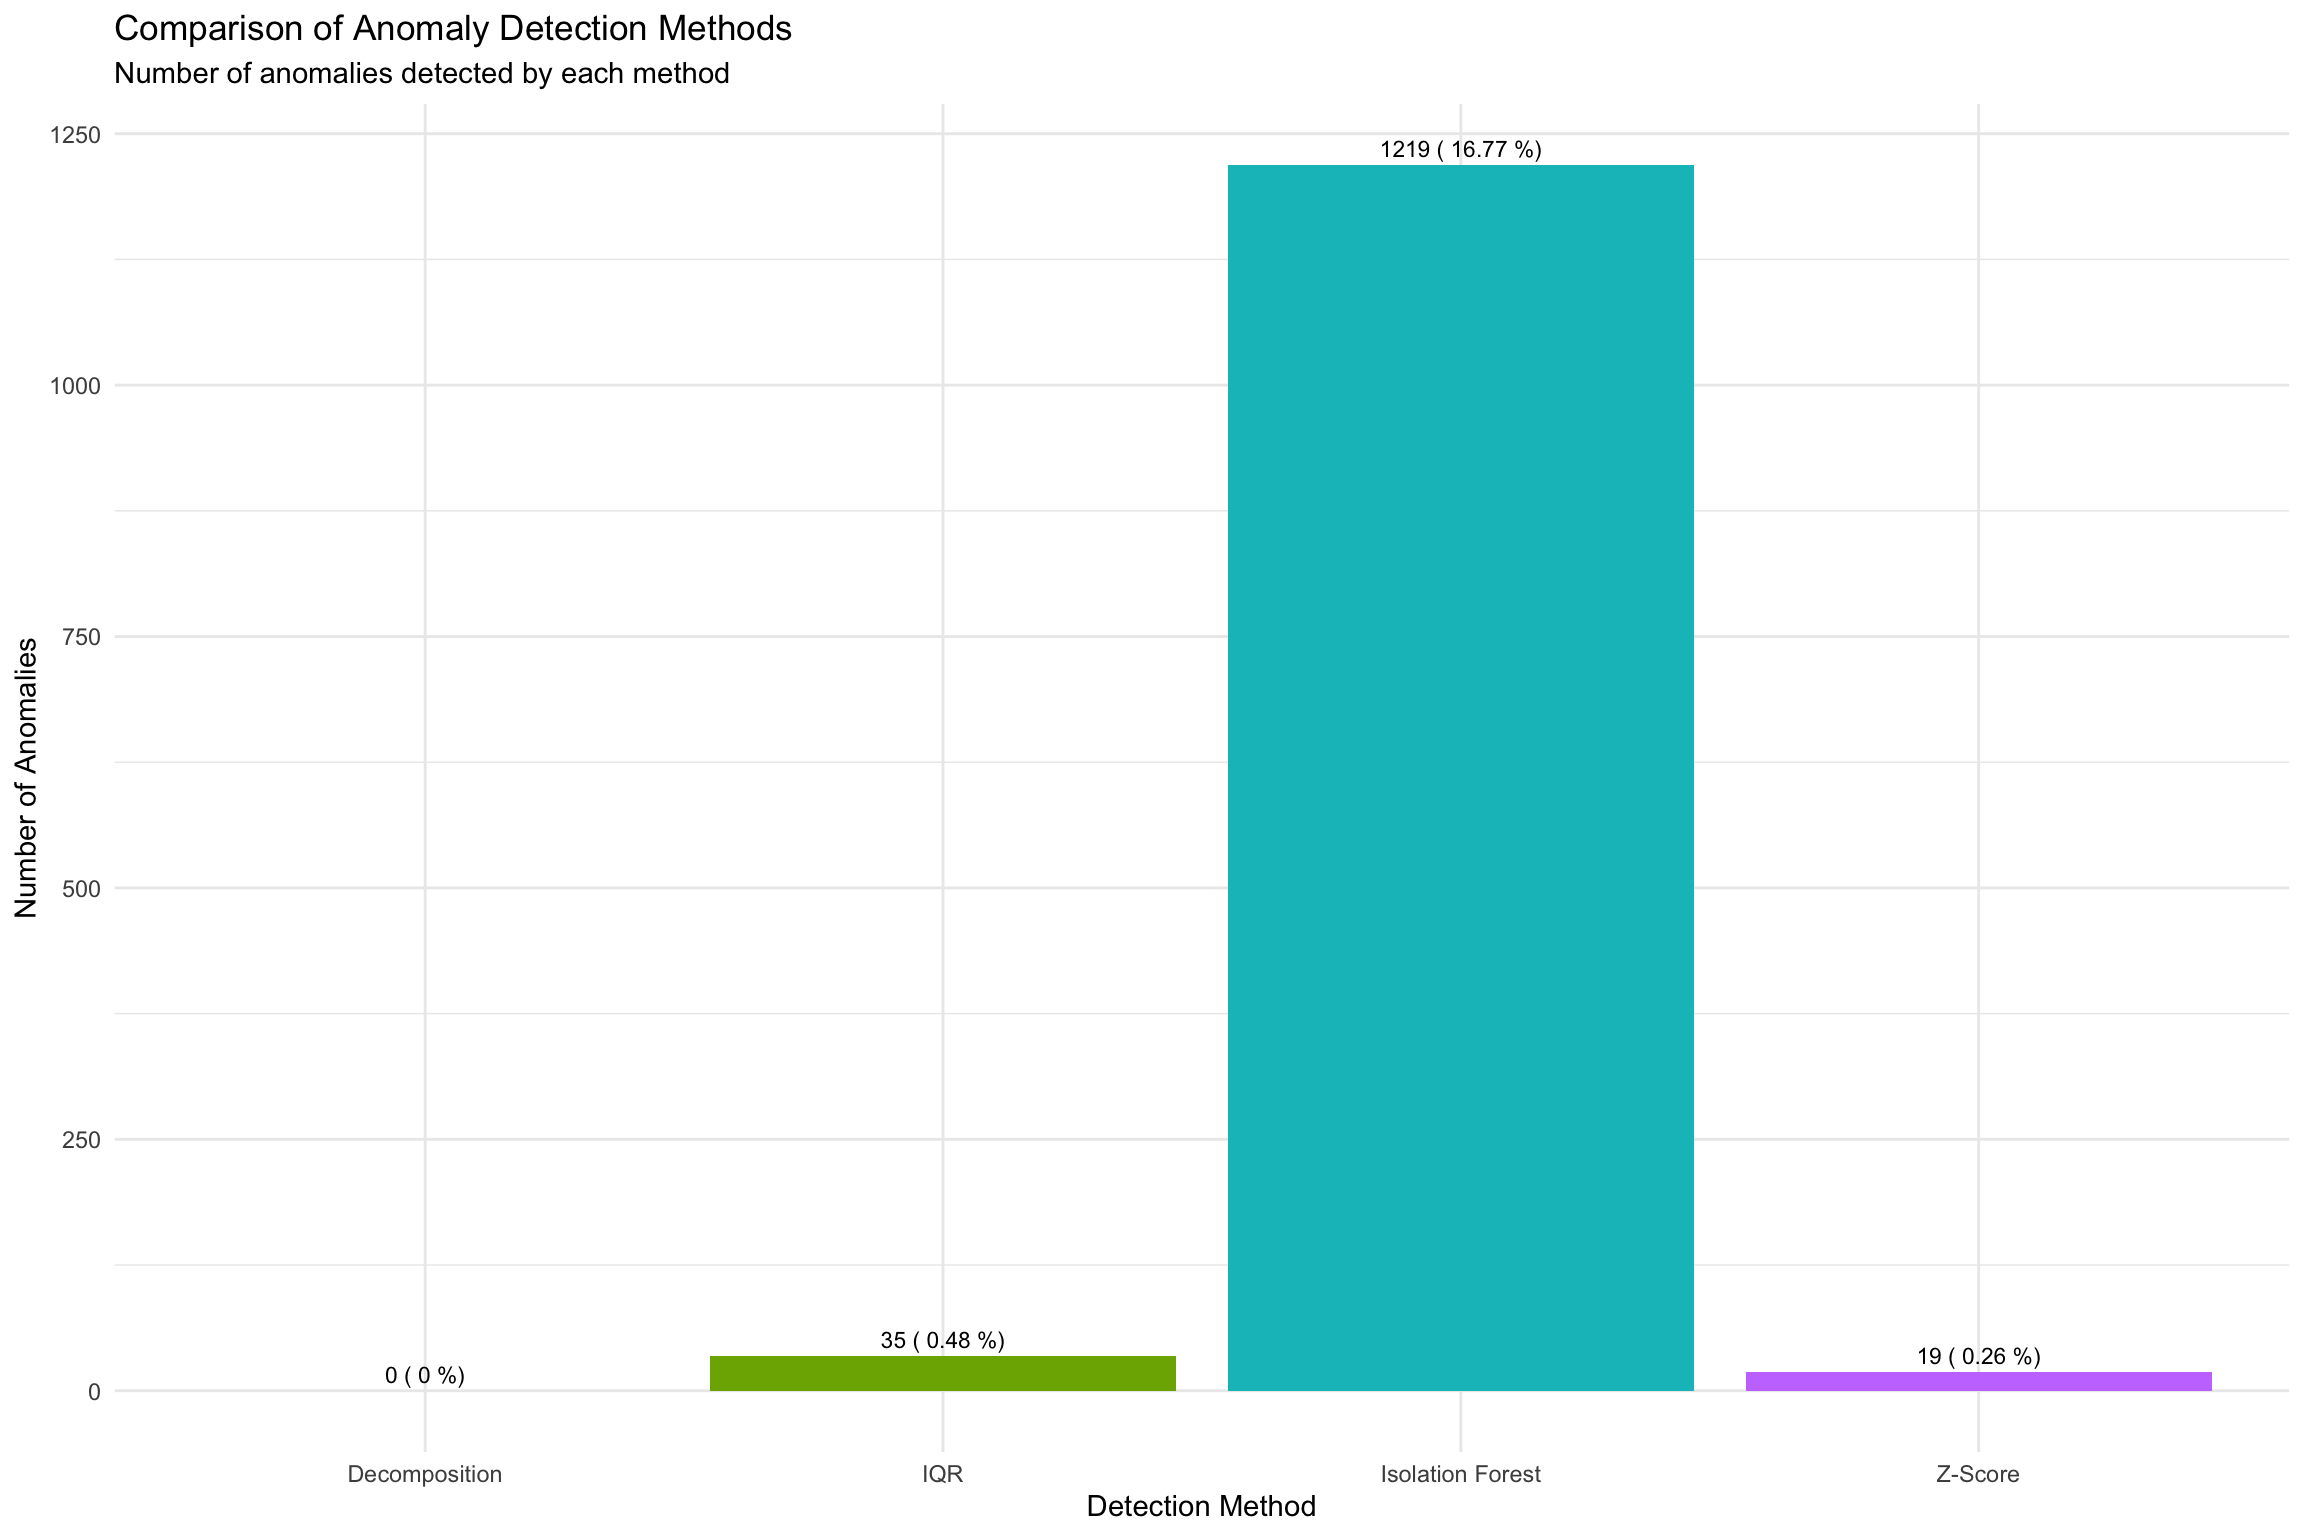 Comparison of Anomaly Detection Methods
Number of anomalies detected by each method
1250
1000
750
500
250
0
Number of Anomalies
0 ( 0 %)
35 ( 0.48 %)
1219 ( 16.77 %)
19 ( 0.26 %)
Decomposition
IQR
Isolation Forest
Z-Score
Detection Method